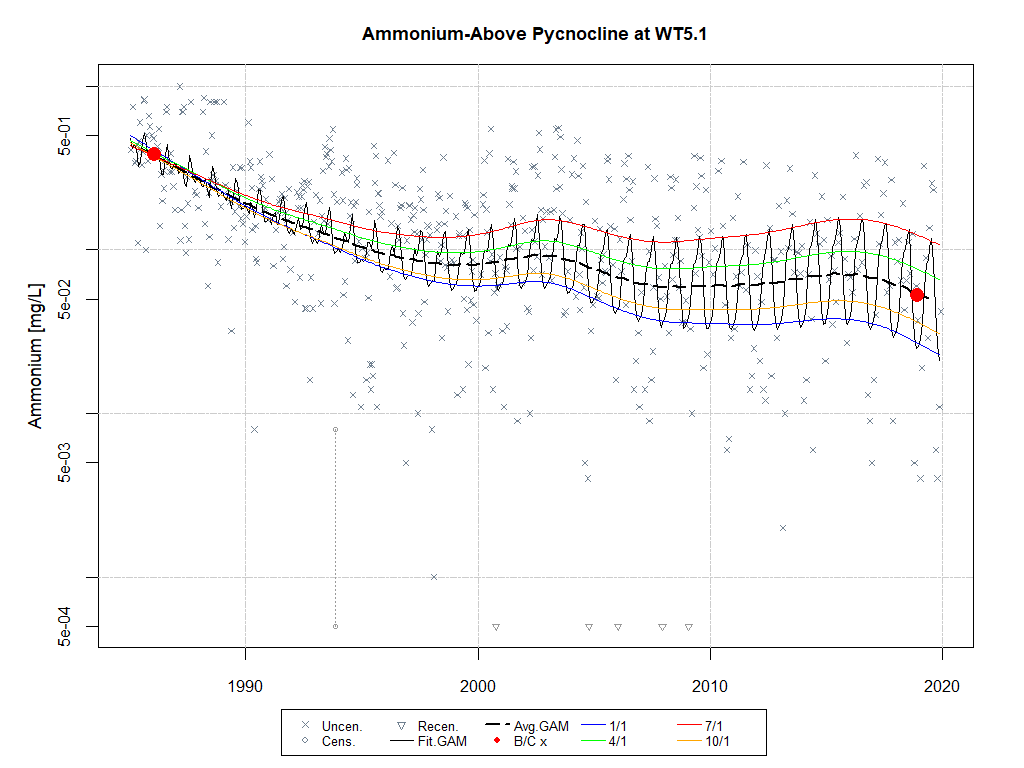 Ammonium-Above Pycnocline at WT5.1
Ammonium [mg/L]
5e-01
5e-02
5e-03
5e-04
1990 2000 2010 2020
Uncen. Recen. Avg.GAM 1/1 7/1
Cens. Fit.GAM B/C x 4/1 10/1